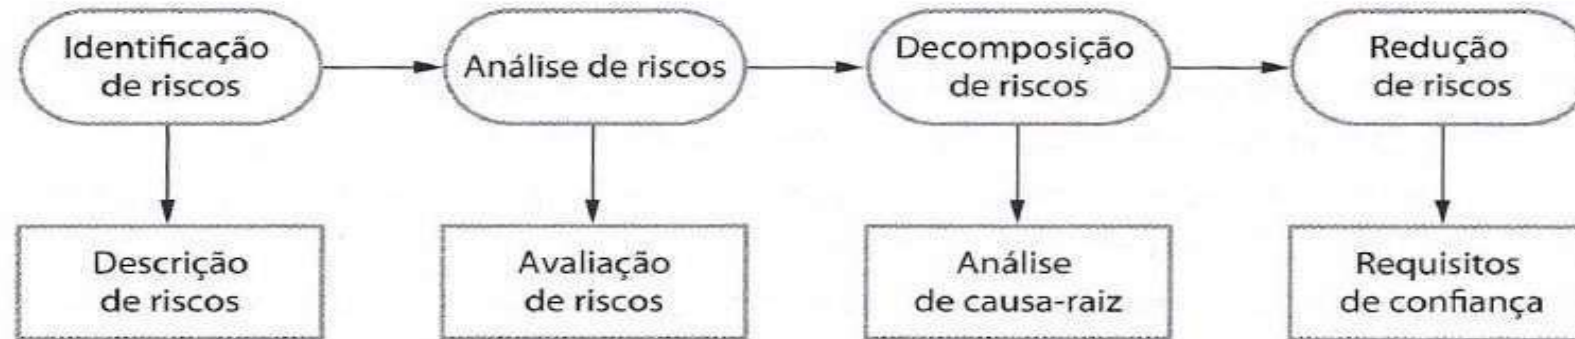 Identificação
de riscos
Análise de riscos
Decomposição
de riscos
Redução
de riscos
Descrição
de riscos
Avaliação
de riscos
Análise
de causa-raiz
Requisitos
de confiança